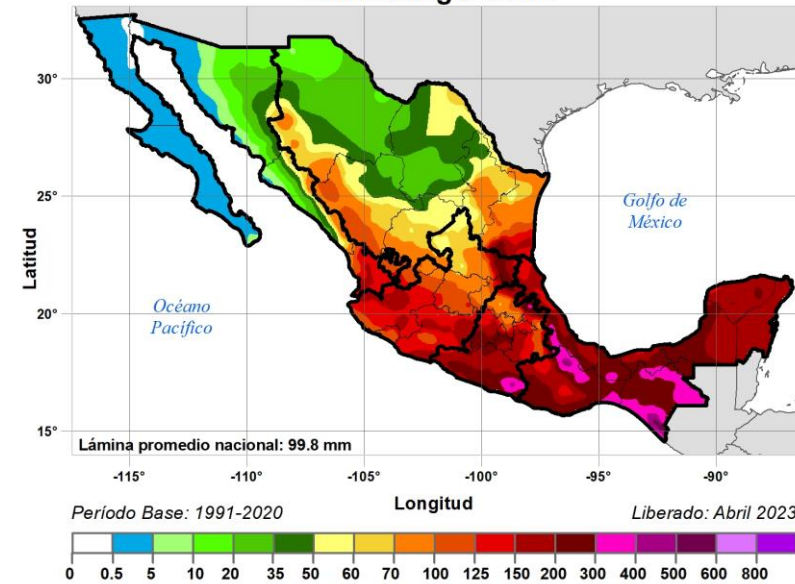 30°
25°
20°
15°
Latitud
Golfo de
México
Océano
Pacífico
Lámina promedio nacional: 99.8 mm
-115°
-110°
-105°
-100°
-95°
-90°
Longitud
Período Base: 1991-2020
Liberado: Abril 2023
0 0.5 5 10 20 35 50 60 70 100 125 150 200 300 400 500 600 800